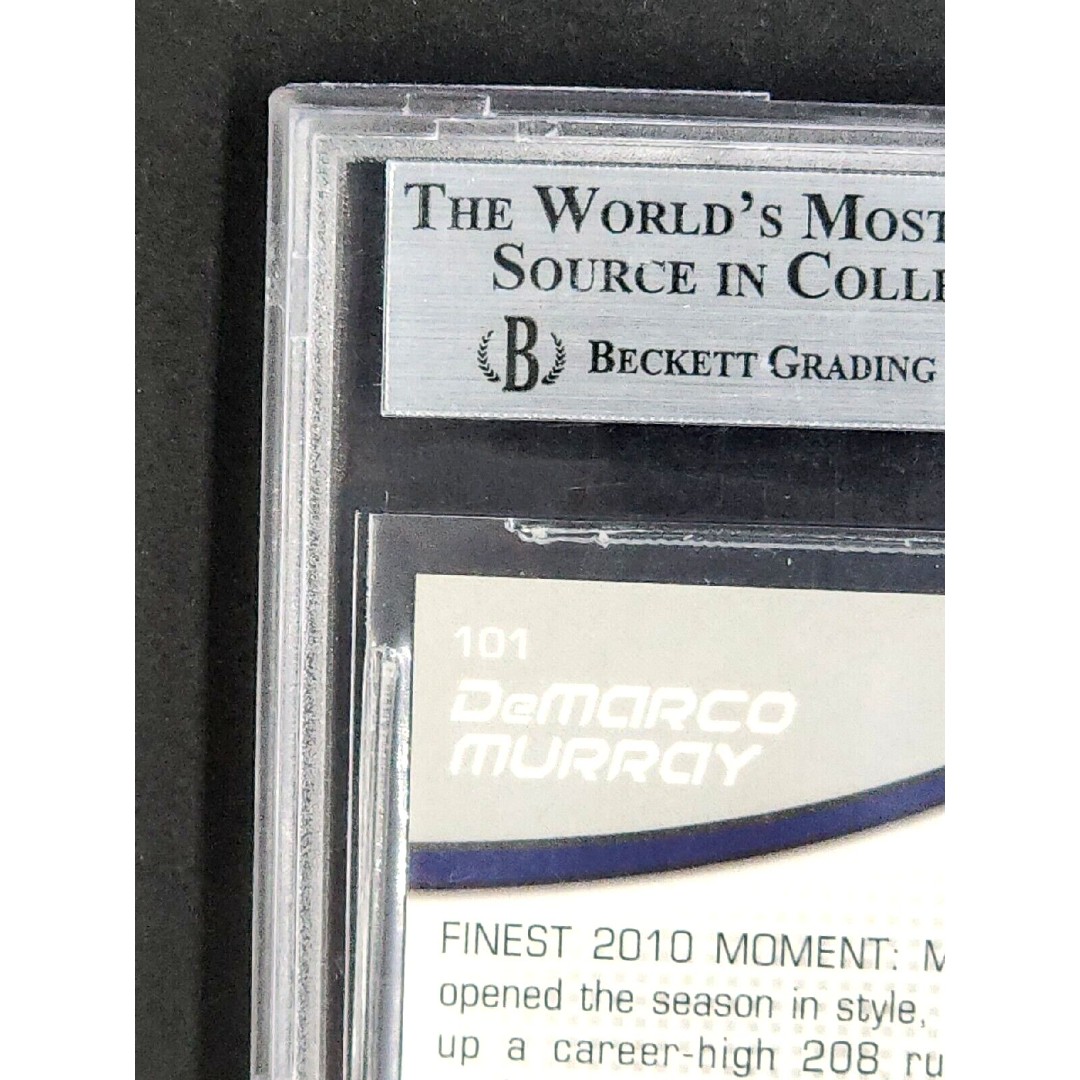 THE WORLD'S MOST
SOURCE IN COLLE
B BECKETT GRADING
101
DeMARCO
MURRAY
FINEST 2010 MOMENT: M
opened the season in style,
up a career-high 208 ru